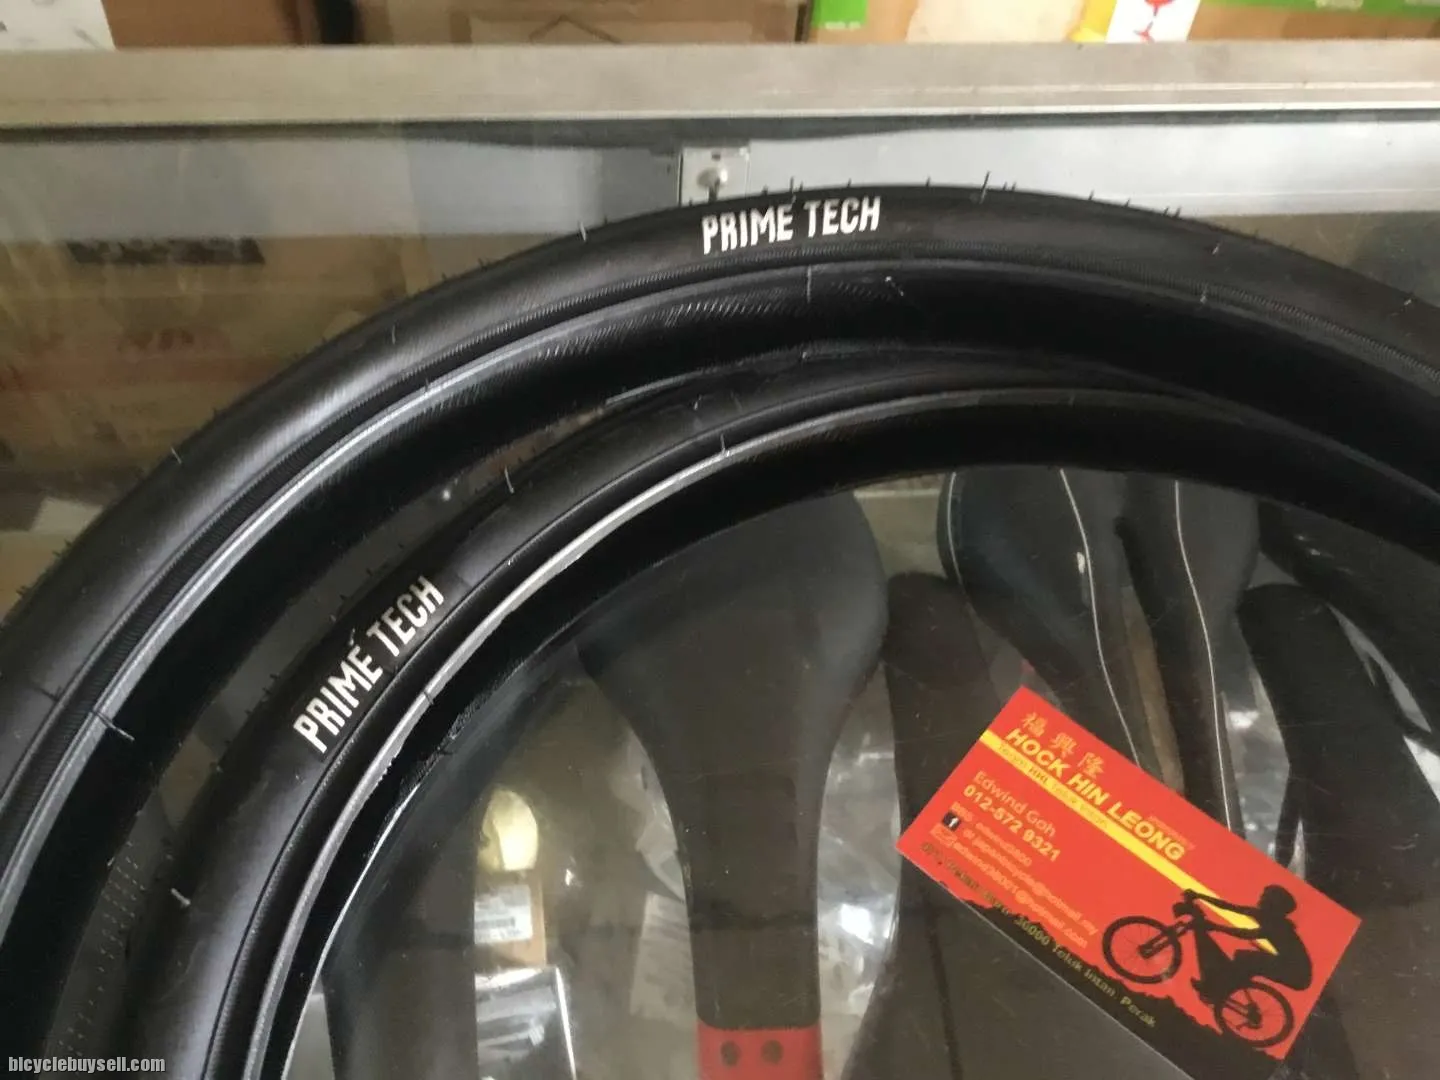 PRIME TECH
PRIME TECH
福興隆
HOCK HIN LEONG
Edwind Goh
012-572 9321
36000 Teluk Intan, Perak
bicyclebuysell.com